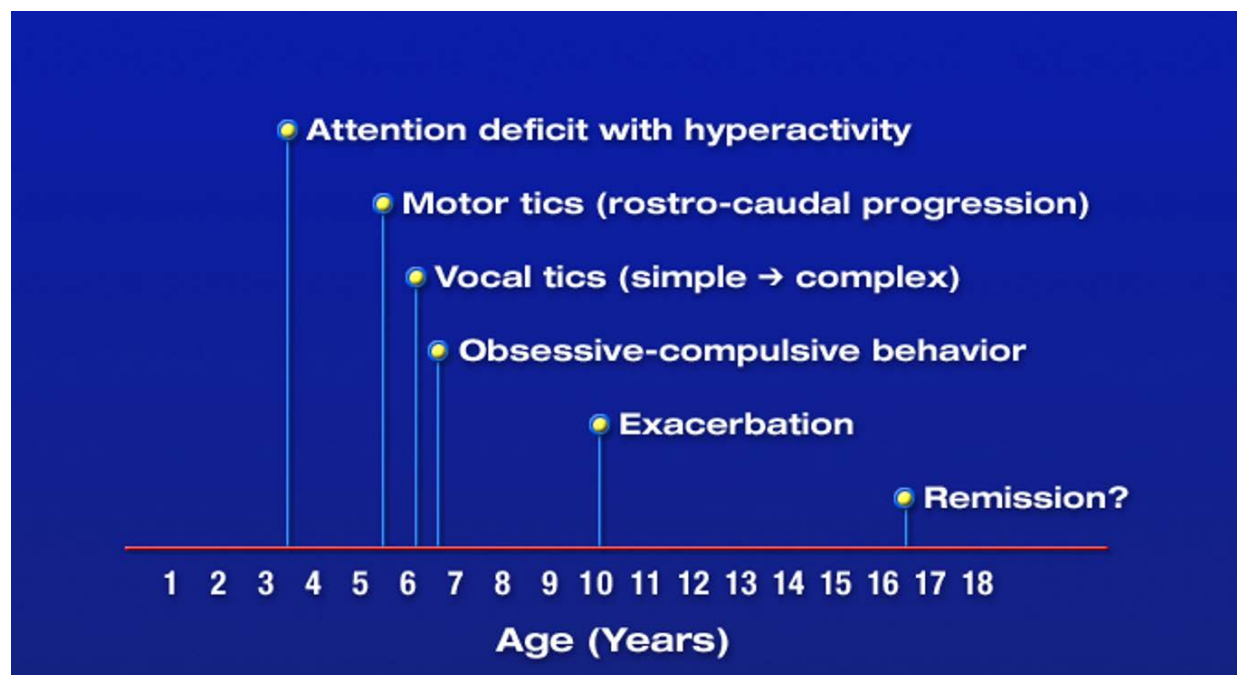 Attention deficit with hyperactivity
Motor tics (rostro-caudal progression)
Vocal tics (simple → complex)
Obsessive-compulsive behavior
Exacerbation
Remission?
1 2 3 4 5 6 7 8 9 10 11 12 13 14 15 16 17 18
Age (Years)